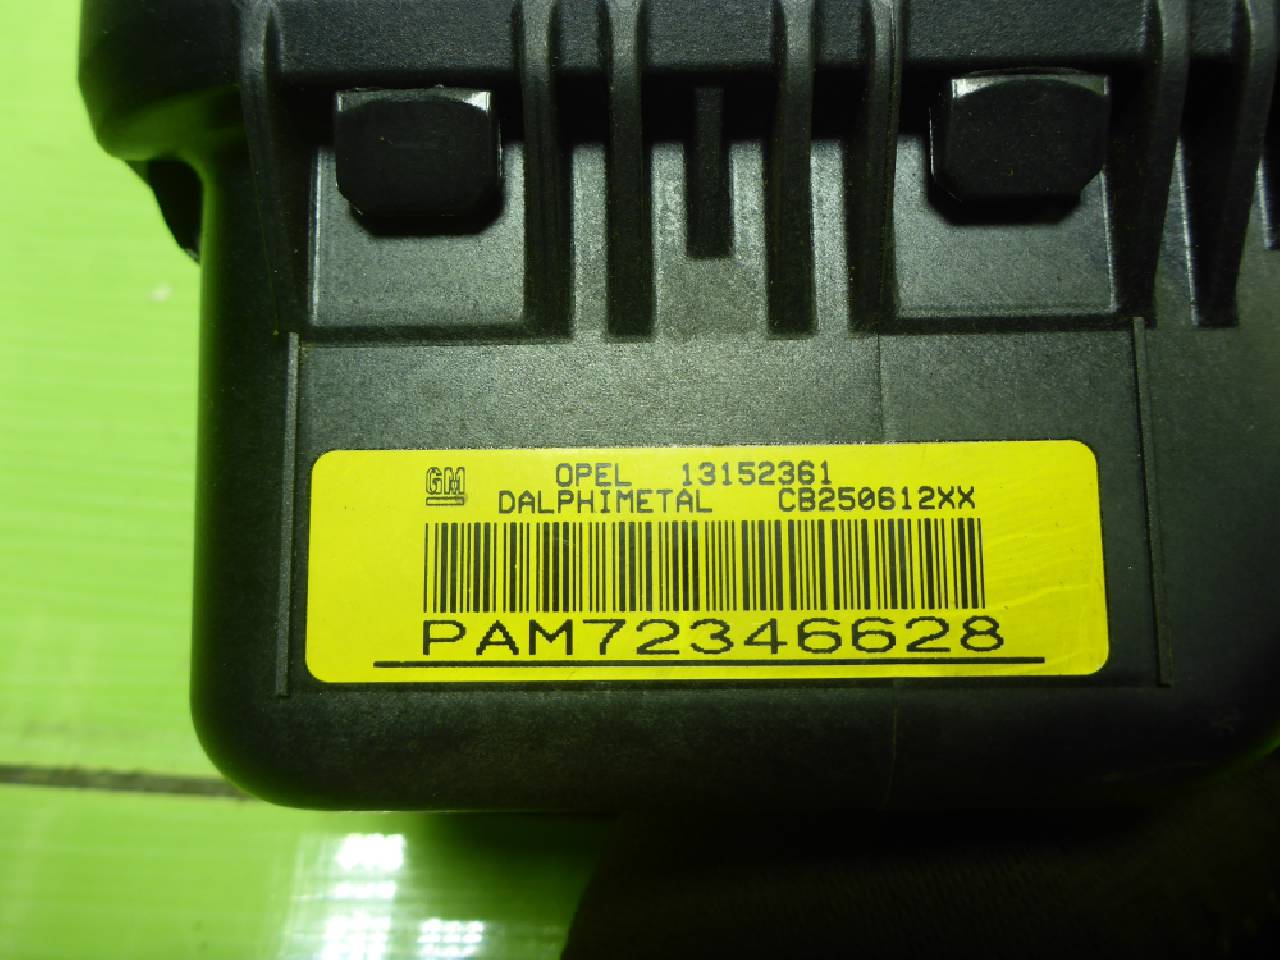 GM OPEL 13152361
DALPHIMETAL CB250612XX
PAM72346628